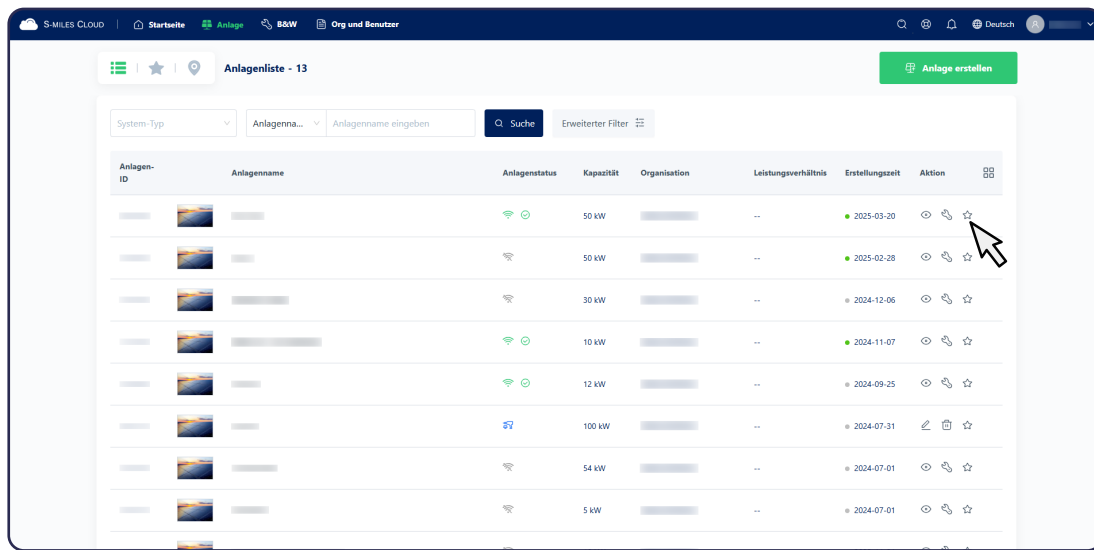 S-MILES CLOUD Startseite Anlage B&W Org und Benutzer Deutsch
Anlagenliste - 13 Anlage erstellen
System-Typ Anlagenna... Anlagenname eingeben Suche Erweiterter Filter
Anlagen-ID Anlagenname Anlagenstatus Kapazität Organisation Leistungsverhältnis Erstellungszeit Aktion
50 kW -- 2025-03-20
50 kW -- 2025-02-28
30 kW -- 2024-12-06
10 kW -- 2024-11-07
12 kW -- 2024-09-25
100 kW -- 2024-07-31
54 kW -- 2024-07-01
5 kW -- 2024-07-01